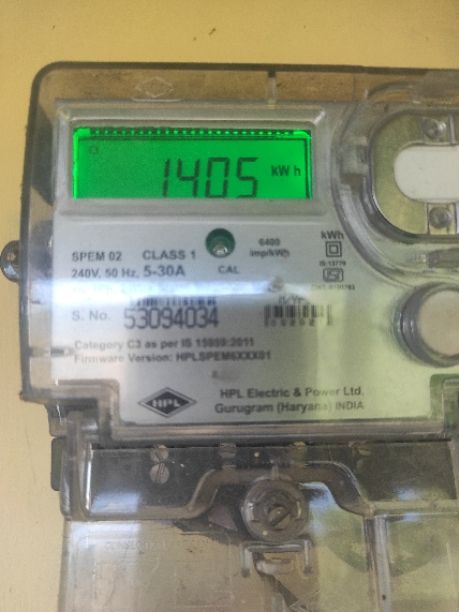 1405 kWh
SPEM 02 CLASS 1
240V, 50 Hz, 5-30A
CAL
6400
imp/kWh
kWh
S. No. 53094034
Category C3 as per IS 15959:2011
Firmware Version: HPLSPEM6XXX01
HPL
HPL Electric & Power Ltd.
Gurugram (Haryana) INDIA